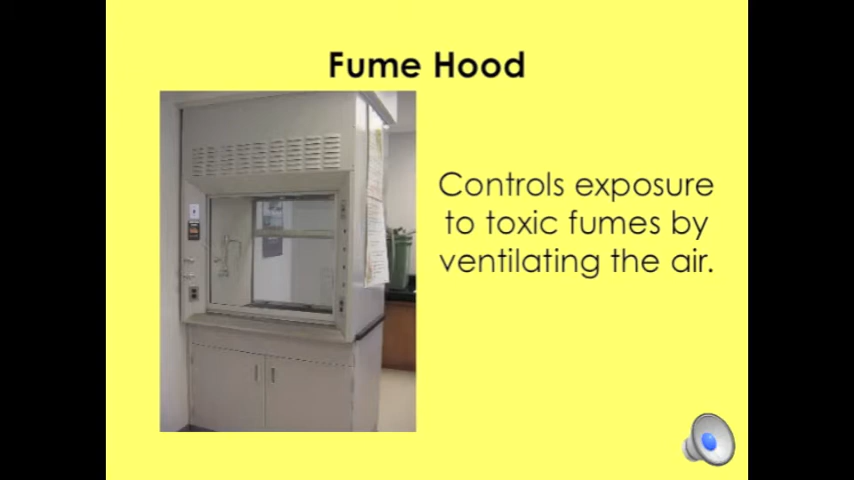 Fume Hood
Controls exposure
to toxic fumes by
ventilating the air.